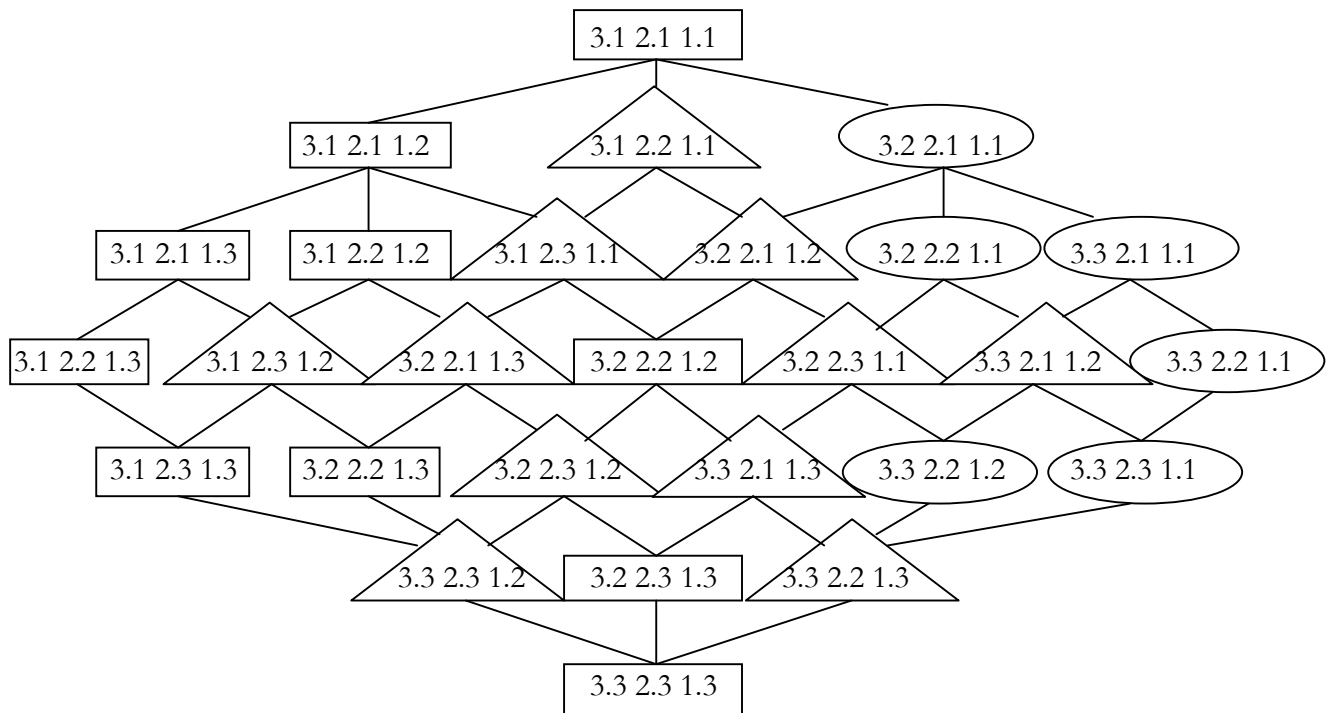 3.1 2.1 1.1
3.1 2.1 1.2 3.1 2.2 1.1 3.2 2.1 1.1
3.1 2.1 1.3 3.1 2.2 1.2 3.1 2.3 1.1 3.2 2.1 1.2 3.2 2.2 1.1 3.3 2.1 1.1
3.1 2.2 1.3 3.1 2.3 1.2 3.2 2.1 1.3 3.2 2.2 1.2 3.2 2.3 1.1 3.3 2.1 1.2 3.3 2.2 1.1
3.1 2.3 1.3 3.2 2.2 1.3 3.2 2.3 1.2 3.3 2.1 1.3 3.3 2.2 1.2 3.3 2.3 1.1
3.3 2.3 1.2 3.2 2.3 1.3 3.3 2.2 1.3
3.3 2.3 1.3